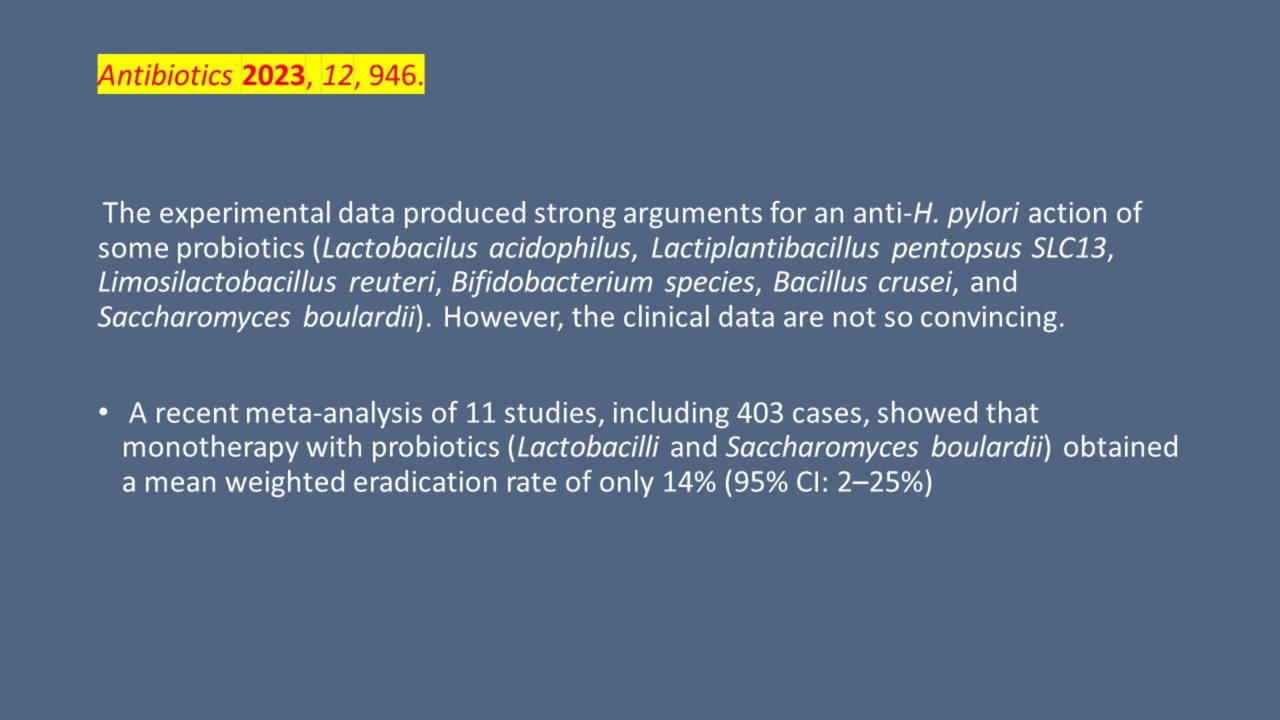 Antibiotics 2023, 12, 946.
The experimental data produced strong arguments for an anti-H. pylori action of
some probiotics (Lactobacilus acidophilus, Lactiplantibacillus pentopsus SLC13,
Limosilactobacillus reuteri, Bifidobacterium species, Bacillus crusei, and
Saccharomyces boulardii). However, the clinical data are not so convincing.
• A recent meta-analysis of 11 studies, including 403 cases, showed that
monotherapy with probiotics (Lactobacilli and Saccharomyces boulardii) obtained
a mean weighted eradication rate of only 14% (95% CI: 2–25%)